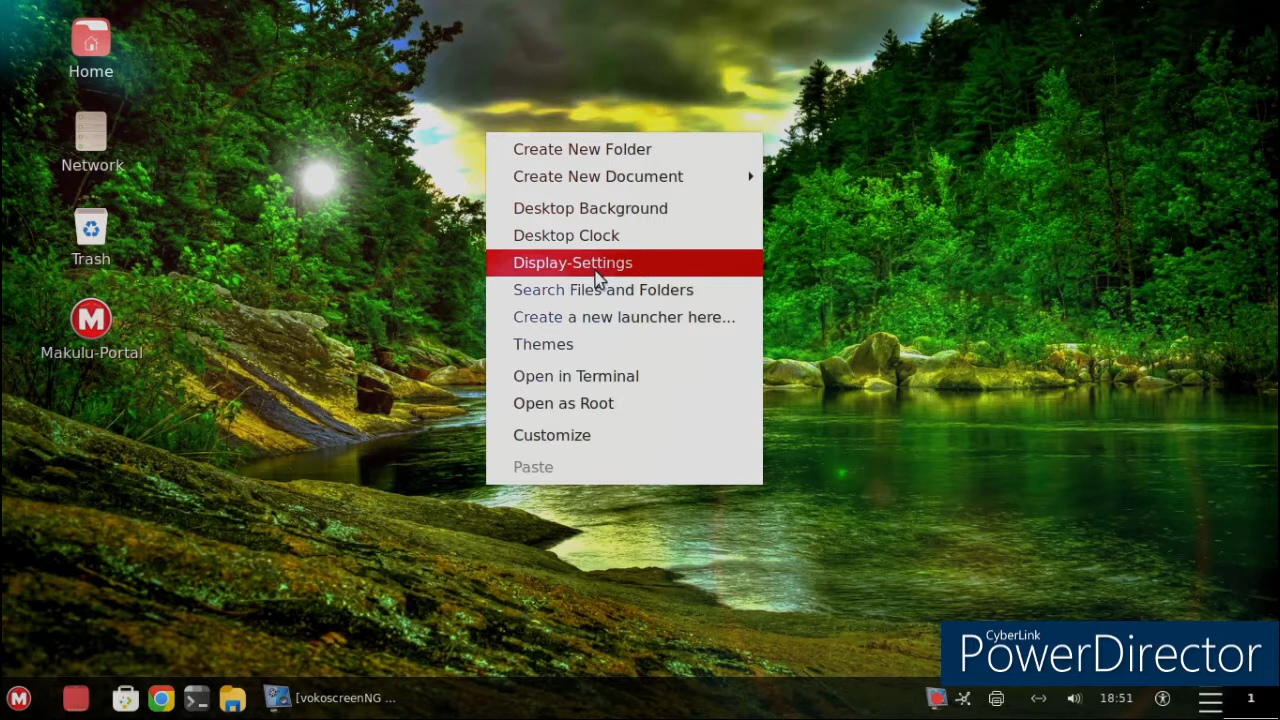 Home
Network
Trash
M
Makulu-Portal
Create New Folder
Create New Document
Desktop Background
Desktop Clock
Display-Settings
Search Files and Folders
Create a new launcher here...
Themes
Open in Terminal
Open as Root
Customize
Paste
CyberLink
PowerDirector
M
[vokoscreenNG ...
18:51
1